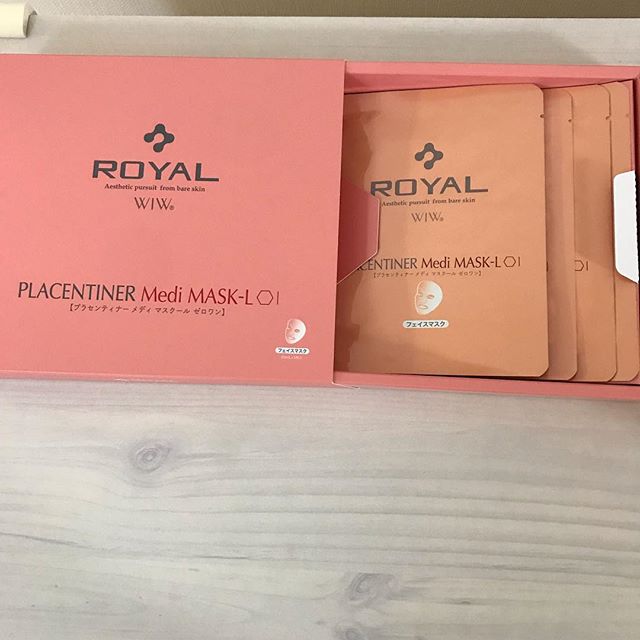 ROYAL
Aesthetic pursuit from bare skin
WIW®
PLACENTINER Medi MASK-L 01
【プラセンティナー メディ マスクール ゼロワン】
フェイスマスク
ROYAL
Aesthetic pursuit from bare skin
WIW®
CENTINER Medi MASK-L 01
ラセンティナー メディ マスクール ゼロワン】
フェイスマスク